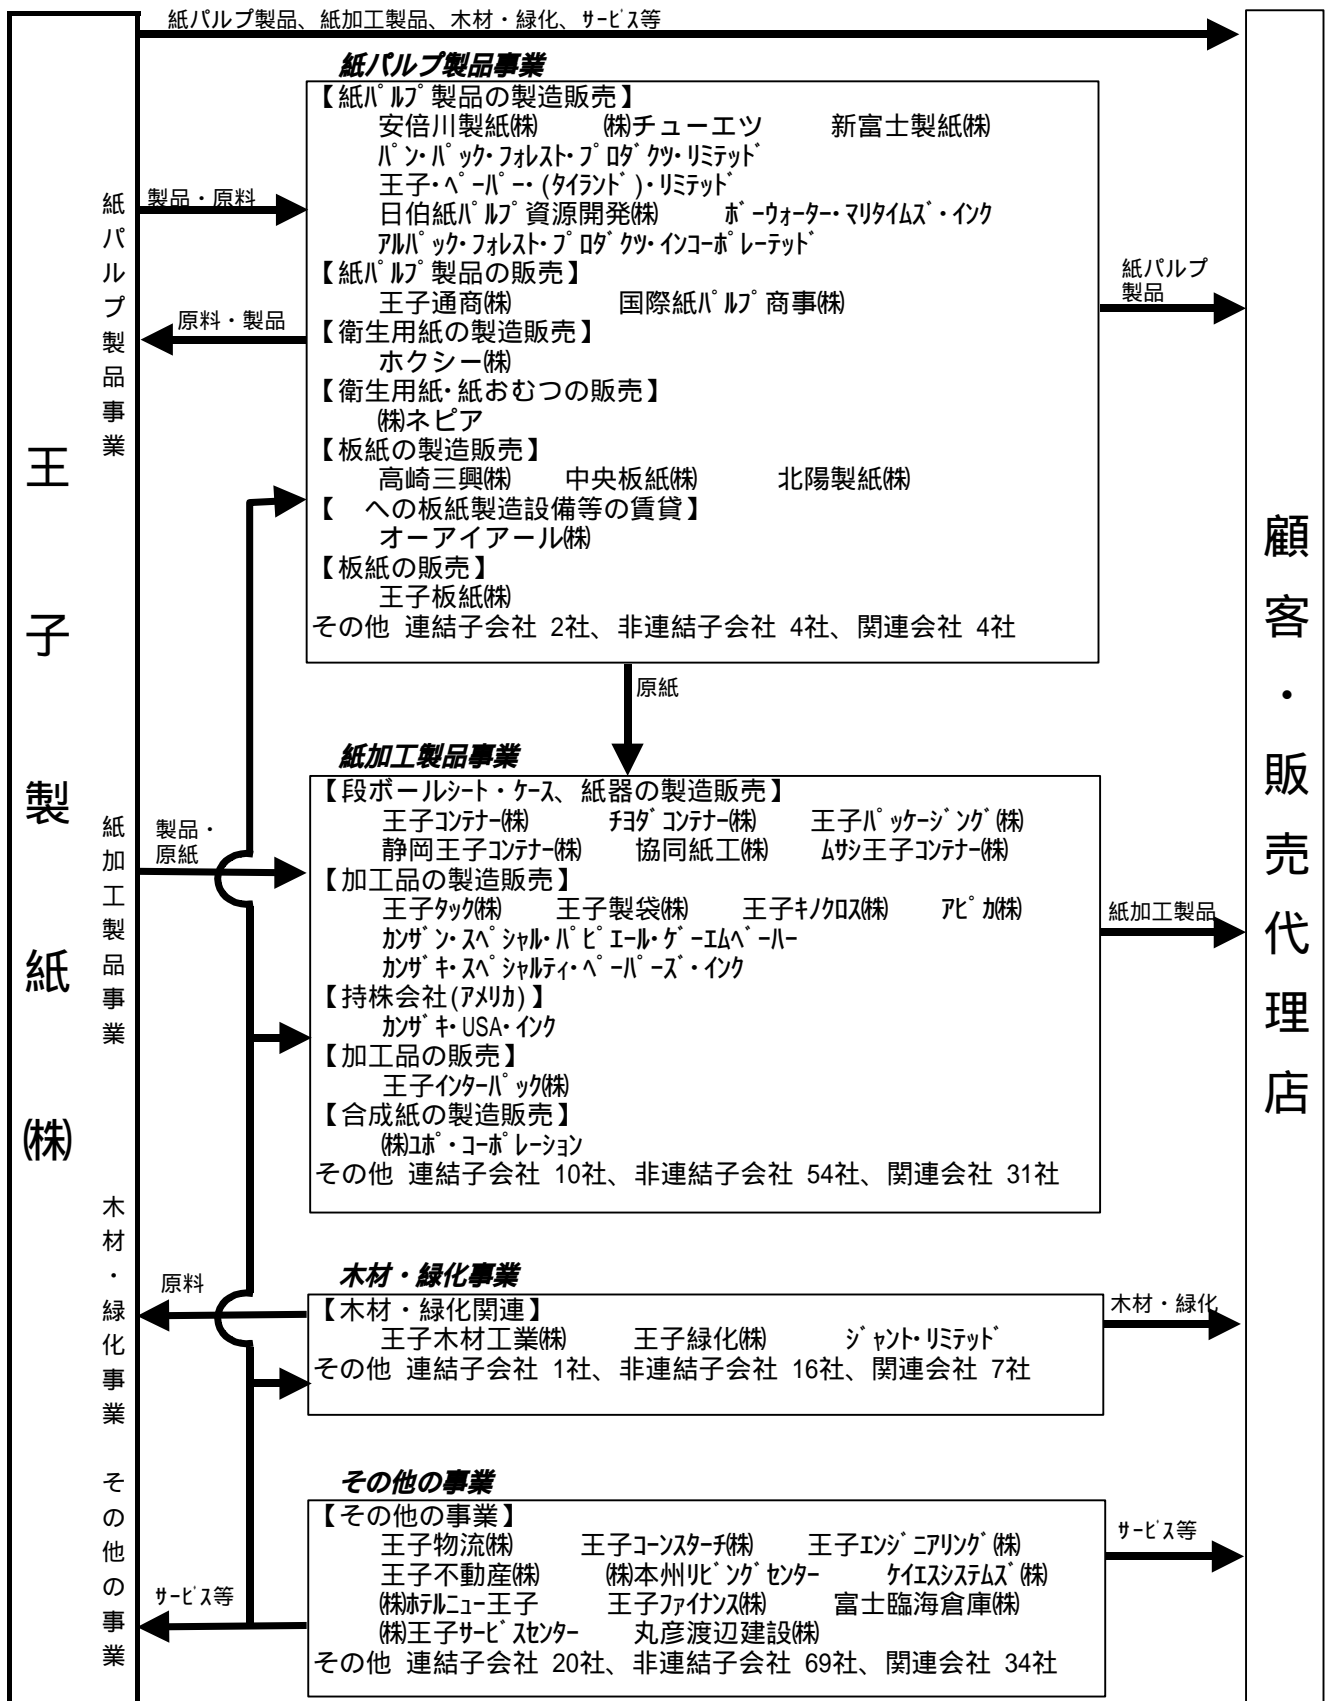 紙パルプ製品、紙加工製品、木材・緑化、ｻｰﾋﾞｽ等
王子製紙㈱
紙パルプ製品事業
紙加工製品事業
木材・緑化事業
その他の事業
製品・原料
原料・製品
紙パルプ製品事業
【紙ﾊﾟﾙﾌﾟ製品の製造販売】
安倍川製紙㈱ ㈱チューエツ 新富士製紙㈱
ﾊﾟﾝ･ﾊﾟｯｸ･ﾌｫﾚｽﾄ･ﾌﾟﾛﾀﾞｸﾂ･ﾘﾐﾃｯﾄﾞ
王子･ﾍﾟｰﾊﾟｰ･(ﾀｲﾗﾝﾄﾞ)･ﾘﾐﾃｯﾄﾞ
日伯紙ﾊﾟﾙﾌﾟ資源開発㈱ ﾎﾞｰｳｫｰﾀｰ･ﾏﾘﾀｲﾑｽﾞ･ｲﾝｸ
ｱﾙﾊﾟｯｸ･ﾌｫﾚｽﾄ･ﾌﾟﾛﾀﾞｸﾂ･ｲﾝｺｰﾎﾟﾚｰﾃｯﾄﾞ
【紙ﾊﾟﾙﾌﾟ製品の販売】
王子通商㈱ 国際紙ﾊﾟﾙﾌﾟ商事㈱
【衛生用紙の製造販売】
ホクシー㈱
【衛生用紙･紙おむつの販売】
㈱ネピア
【板紙の製造販売】
高崎三興㈱ 中央板紙㈱ 北陽製紙㈱
【　への板紙製造設備等の賃貸】
オーアイアール㈱
【板紙の販売】
王子板紙㈱
その他 連結子会社 2社、非連結子会社 4社、関連会社 4社
紙パルプ
製品
原紙
紙加工製品事業
製品・
原紙
【段ボールｼｰﾄ・ｹｰｽ、紙器の製造販売】
王子ｺﾝﾃﾅｰ㈱ ﾁﾖﾀﾞｺﾝﾃﾅｰ㈱ 王子ﾊﾟｯｹｰｼﾞﾝｸﾞ㈱
静岡王子ｺﾝﾃﾅｰ㈱ 協同紙工㈱ ﾑｻｼ王子ｺﾝﾃﾅｰ㈱
【加工品の製造販売】
王子ﾀｯｸ㈱ 王子製袋㈱ 王子ｷﾉｸﾛｽ㈱ ｱﾋﾟｶ㈱
ｶﾝｻﾞﾝ･ｽﾍﾟｼｬﾙ･ﾊﾟﾋﾟｴｰﾙ･ｹﾞｰｴﾑﾍﾞｰﾊｰ
ｶﾝｻﾞｷ･ｽﾍﾟｼｬﾙﾃｨ･ﾍﾟｰﾊﾟｰｽﾞ･ｲﾝｸ
【持株会社(ｱﾒﾘｶ)】
ｶﾝｻﾞｷ･USA･ｲﾝｸ
【加工品の販売】
王子ｲﾝﾀｰﾊﾟｯｸ㈱
【合成紙の製造販売】
㈱ﾕﾎﾟ･ｺｰﾎﾟﾚｰｼｮﾝ
その他 連結子会社 10社、非連結子会社 54社、関連会社 31社
紙加工製品
木材・緑化事業
原料
【木材・緑化関連】
王子木材工業㈱ 王子緑化㈱ ｼﾞｬﾝﾄ･ﾘﾐﾃｯﾄﾞ
その他 連結子会社 1社、非連結子会社 16社、関連会社 7社
木材・緑化
その他の事業
サｰﾋﾞｽ等
【その他の事業】
王子物流㈱ 王子ｺｰﾝｽﾀｰﾁ㈱ 王子ｴﾝｼﾞﾆｱﾘﾝｸﾞ㈱
王子不動産㈱ ㈱本州ﾘﾋﾞﾝｸﾞｾﾝﾀｰ ｹｲｴｽｼｽﾃﾑｽﾞ㈱
㈱ﾎﾃﾙﾆｭｰ王子 王子ﾌｧｲﾅﾝｽ㈱ 富士臨海倉庫㈱
㈱王子ｻｰﾋﾞｽｾﾝﾀｰ 丸彦渡辺建設㈱
その他 連結子会社 20社、非連結子会社 69社、関連会社 34社
ｻｰﾋﾞｽ等
顧客・販売代理店